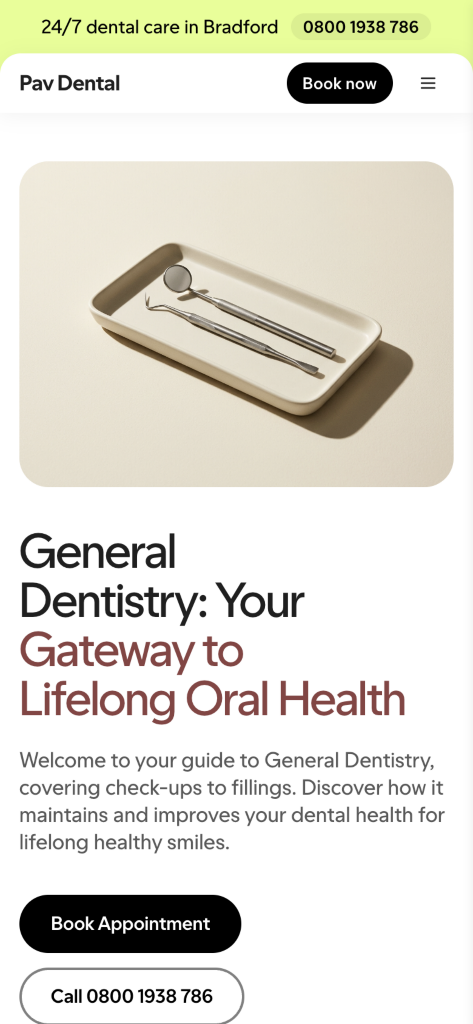 24/7 dental care in Bradford 0800 1938 786
Pav Dental Book now
General
Dentistry: Your
Gateway to
Lifelong Oral Health
Welcome to your guide to General Dentistry,
covering check-ups to fillings. Discover how it
maintains and improves your dental health for
lifelong healthy smiles.
Book Appointment
Call 0800 1938 786